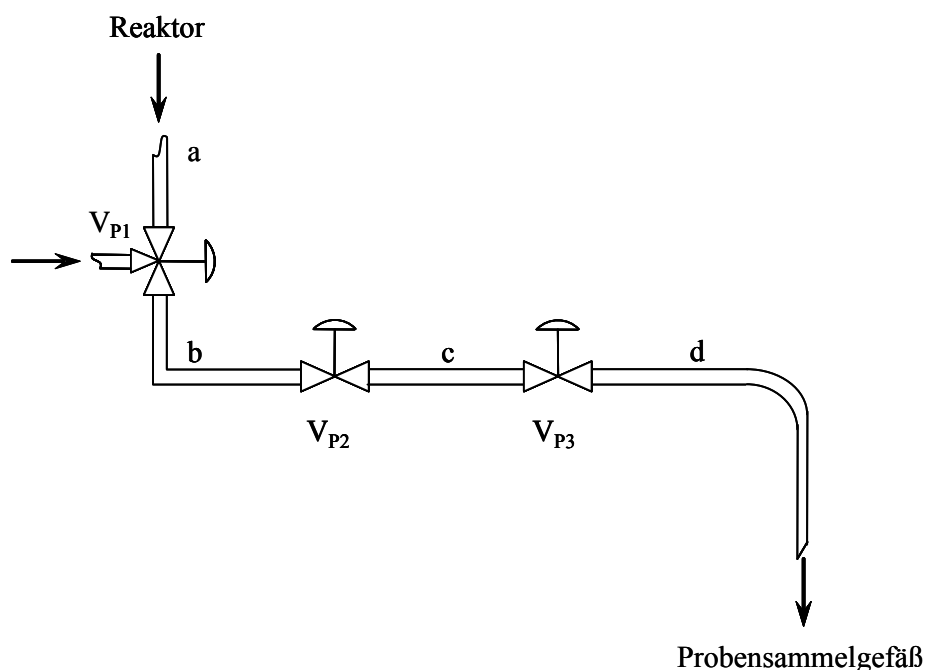 Reaktor
a
V_P1
b
c
d
V_P2
V_P3
Probensammelgefäß